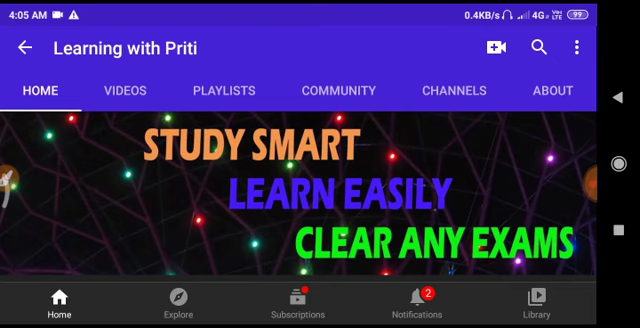 4:05 AM 0.4KB/s 4G 99
Learning with Priti
HOME VIDEOS PLAYLISTS COMMUNITY CHANNELS ABOUT
STUDY SMART
LEARN EASILY
CLEAR ANY EXAMS
2
Home Explore Subscriptions Notifications Library